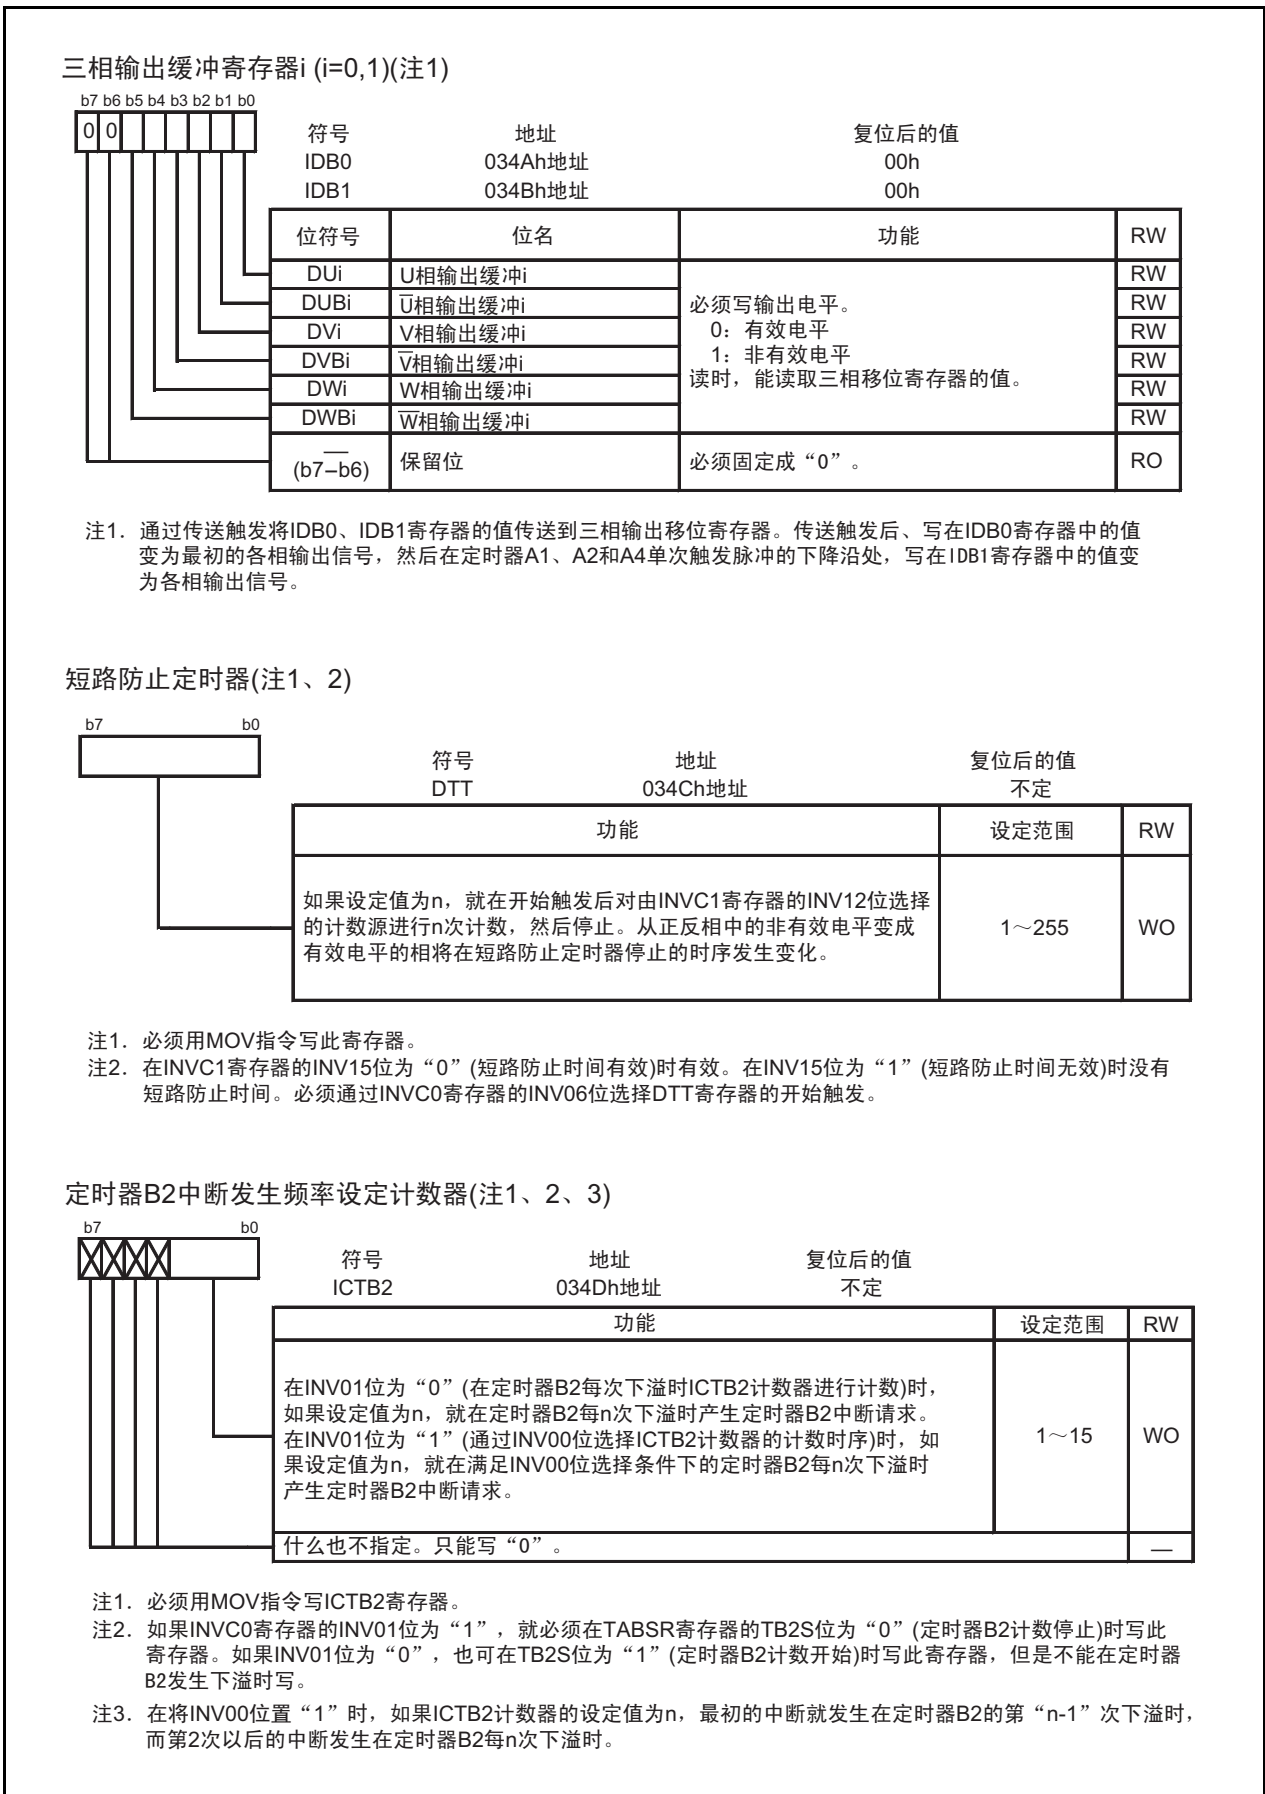 三相输出缓冲寄存器i (i=0,1)(注1)
b7 b6 b5 b4 b3 b2 b1 b0
0 0
符号 地址 复位后的值
IDB0 034Ah地址 00h
IDB1 034Bh地址 00h
位符号 位名 功能 RW
DUi U相输出缓冲i RW
DUBi U̅相输出缓冲i RW
DVi V相输出缓冲i RW
DVBi V̅相输出缓冲i RW
DWi W相输出缓冲i RW
DWBi W̅相输出缓冲i RW
必须写输出电平。
0：有效电平
1：非有效电平
读时，能读取三相移位寄存器的值。
—
(b7–b6) 保留位 必须固定成“0”。 RO
注1．通过传送触发将IDB0、IDB1寄存器的值传送到三相输出移位寄存器。传送触发后、写在IDB0寄存器中的值
变为最初的各相输出信号，然后在定时器A1、A2和A4单次触发脉冲的下降沿处，写在IDB1寄存器中的值变
为各相输出信号。
短路防止定时器(注1、2)
b7 b0
符号 地址 复位后的值
DTT 034Ch地址 不定
功能 设定范围 RW
如果设定值为n，就在开始触发后对由INVC1寄存器的INV12位选择
的计数源进行n次计数，然后停止。从正反相中的非有效电平变成
有效电平的相将在短路防止定时器停止的时序发生变化。
1～255 WO
注1．必须用MOV指令写此寄存器。
注2．在INVC1寄存器的INV15位为“0”(短路防止时间有效)时有效。在INV15位为“1”(短路防止时间无效)时没有
短路防止时间。必须通过INVC0寄存器的INV06位选择DTT寄存器的开始触发。
定时器B2中断发生频率设定计数器(注1、2、3)
b7 b0
符号 地址 复位后的值
ICTB2 034Dh地址 不定
功能 设定范围 RW
在INV01位为“0”(在定时器B2每次下溢时ICTB2计数器进行计数)时，
如果设定值为n，就在定时器B2每n次下溢时产生定时器B2中断请求。
在INV01位为“1”(通过INV00位选择ICTB2计数器的计数时序)时，如
果设定值为n，就在满足INV00位选择条件下的定时器B2每n次下溢时
产生定时器B2中断请求。
1～15 WO
什么也不指定。只能写“0”。 —
注1．必须用MOV指令写ICTB2寄存器。
注2．如果INVC0寄存器的INV01位为“1”，就必须在TABSR寄存器的TB2S位为“0”(定时器B2计数停止)时写此
寄存器。如果INV01位为“0”，也可在TB2S位为“1”(定时器B2计数开始)时写此寄存器，但是不能在定时器
B2发生下溢时写。
注3．在将INV00位置“1”时，如果ICTB2计数器的设定值为n，最初的中断就发生在定时器B2的第“n-1”次下溢时，
而第2次以后的中断发生在定时器B2每n次下溢时。